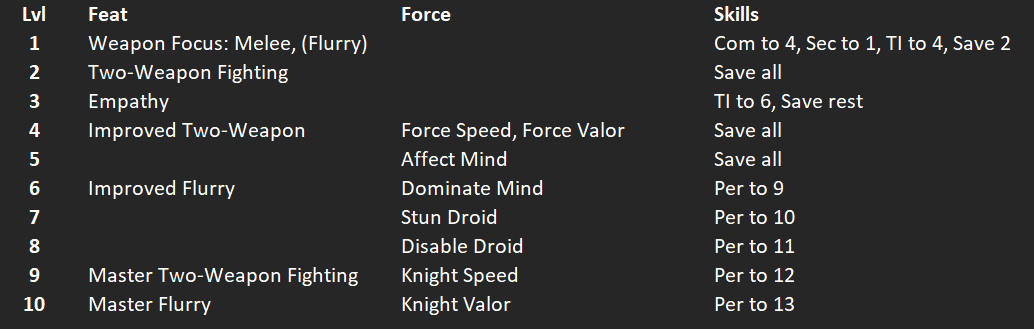 Lvl Feat Force Skills
1 Weapon Focus: Melee, (Flurry) Com to 4, Sec to 1, TI to 4, Save 2
2 Two-Weapon Fighting Save all
3 Empathy TI to 6, Save rest
4 Improved Two-Weapon Force Speed, Force Valor Save all
5 Affect Mind Save all
6 Improved Flurry Dominate Mind Per to 9
7 Stun Droid Per to 10
8 Disable Droid Per to 11
9 Master Two-Weapon Fighting Knight Speed Per to 12
10 Master Flurry Knight Valor Per to 13